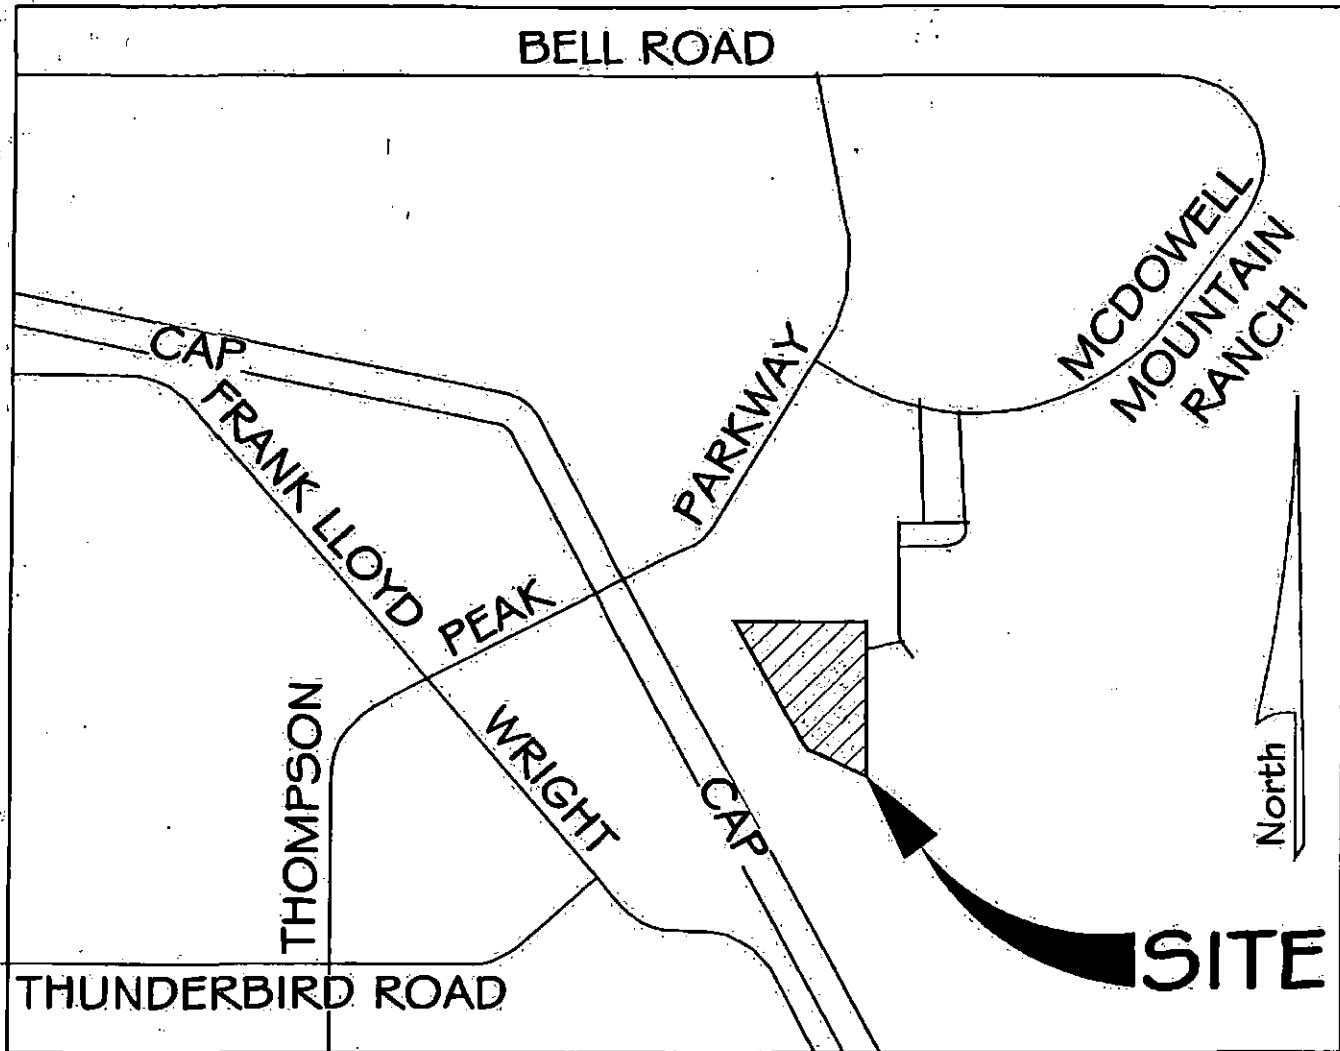 BELL ROAD
MCDOWELL
MOUNTAIN
RANCH
CAP
FRANK LLOYD
WRIGHT
PARKWAY
PEAK
THOMPSON
CAP
North
SITE
THUNDERBIRD ROAD